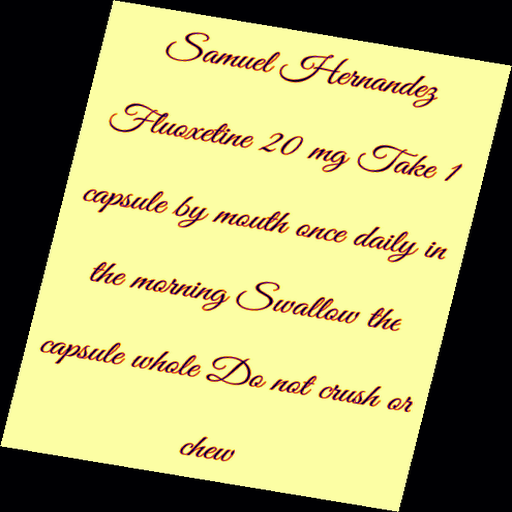 Samuel Hernandez
Fluoxetine 20 mg Take 1
capsule by mouth once daily in
the morning Swallow the
capsule whole Do not crush or
chew